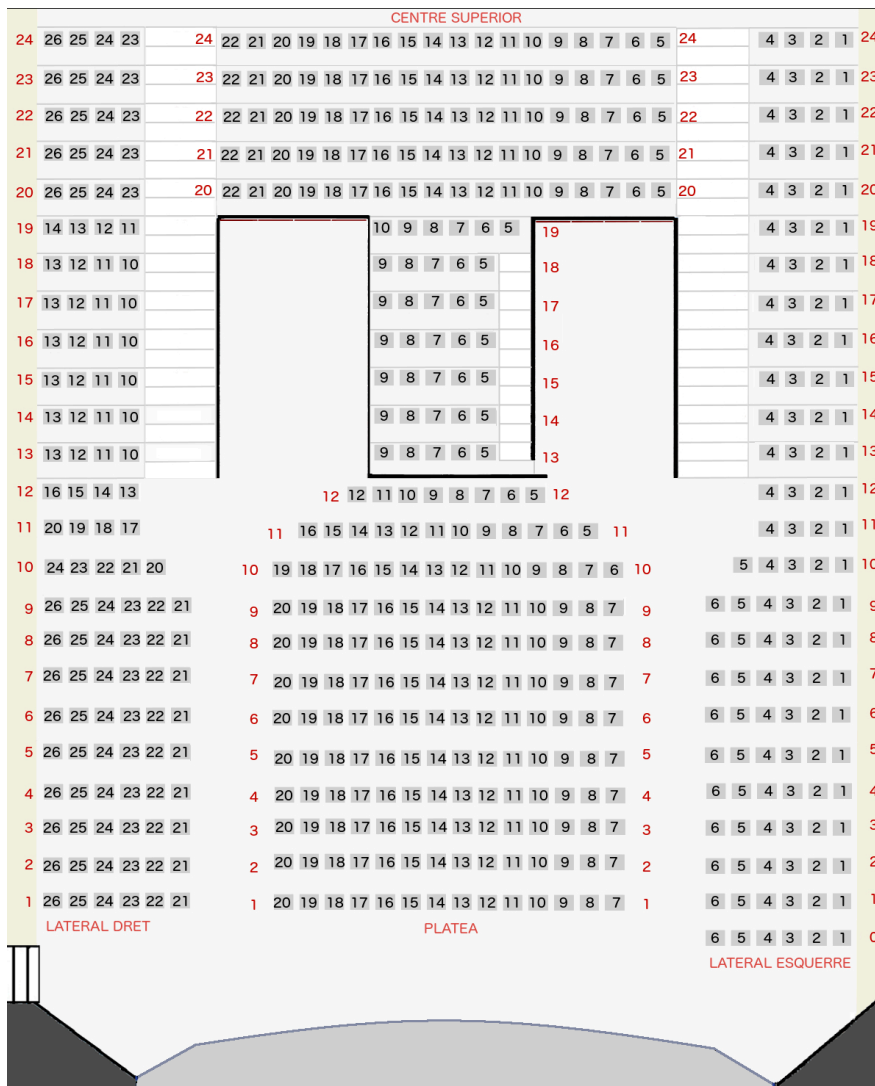 CENTRE SUPERIOR
24 26 25 24 23 24 22 21 20 19 18 17 16 15 14 13 12 11 10 9 8 7 6 5 24 4 3 2 1 24
23 26 25 24 23 23 22 21 20 19 18 17 16 15 14 13 12 11 10 9 8 7 6 5 23 4 3 2 1 23
22 26 25 24 23 22 22 21 20 19 18 17 16 15 14 13 12 11 10 9 8 7 6 5 22 4 3 2 1 22
21 26 25 24 23 21 22 21 20 19 18 17 16 15 14 13 12 11 10 9 8 7 6 5 21 4 3 2 1 21
20 26 25 24 23 20 22 21 20 19 18 17 16 15 14 13 12 11 10 9 8 7 6 5 20 4 3 2 1 20
19 14 13 12 11 10 9 8 7 6 5 19 4 3 2 1 19
18 13 12 11 10 9 8 7 6 5 18 4 3 2 1 18
17 13 12 11 10 9 8 7 6 5 17 4 3 2 1 17
16 13 12 11 10 9 8 7 6 5 16 4 3 2 1 16
15 13 12 11 10 9 8 7 6 5 15 4 3 2 1 15
14 13 12 11 10 9 8 7 6 5 14 4 3 2 1 14
13 13 12 11 10 9 8 7 6 5 13 4 3 2 1 13
12 16 15 14 13 12 12 11 10 9 8 7 6 5 12 4 3 2 1 12
11 20 19 18 17 11 16 15 14 13 12 11 10 9 8 7 6 5 11 4 3 2 1 11
10 24 23 22 21 20 10 19 18 17 16 15 14 13 12 11 10 9 8 7 6 10 5 4 3 2 1 10
9 26 25 24 23 22 21 9 20 19 18 17 16 15 14 13 12 11 10 9 8 7 9 6 5 4 3 2 1 9
8 26 25 24 23 22 21 8 20 19 18 17 16 15 14 13 12 11 10 9 8 7 8 6 5 4 3 2 1 8
7 26 25 24 23 22 21 7 20 19 18 17 16 15 14 13 12 11 10 9 8 7 7 6 5 4 3 2 1 7
6 26 25 24 23 22 21 6 20 19 18 17 16 15 14 13 12 11 10 9 8 7 6 6 5 4 3 2 1 6
5 26 25 24 23 22 21 5 20 19 18 17 16 15 14 13 12 11 10 9 8 7 5 6 5 4 3 2 1 5
4 26 25 24 23 22 21 4 20 19 18 17 16 15 14 13 12 11 10 9 8 7 4 6 5 4 3 2 1 4
3 26 25 24 23 22 21 3 20 19 18 17 16 15 14 13 12 11 10 9 8 7 3 6 5 4 3 2 1 3
2 26 25 24 23 22 21 2 20 19 18 17 16 15 14 13 12 11 10 9 8 7 2 6 5 4 3 2 1 2
1 26 25 24 23 22 21 1 20 19 18 17 16 15 14 13 12 11 10 9 8 7 1 6 5 4 3 2 1 1
LATERAL DRET PLATEA
6 5 4 3 2 1 0
LATERAL ESQUERRE